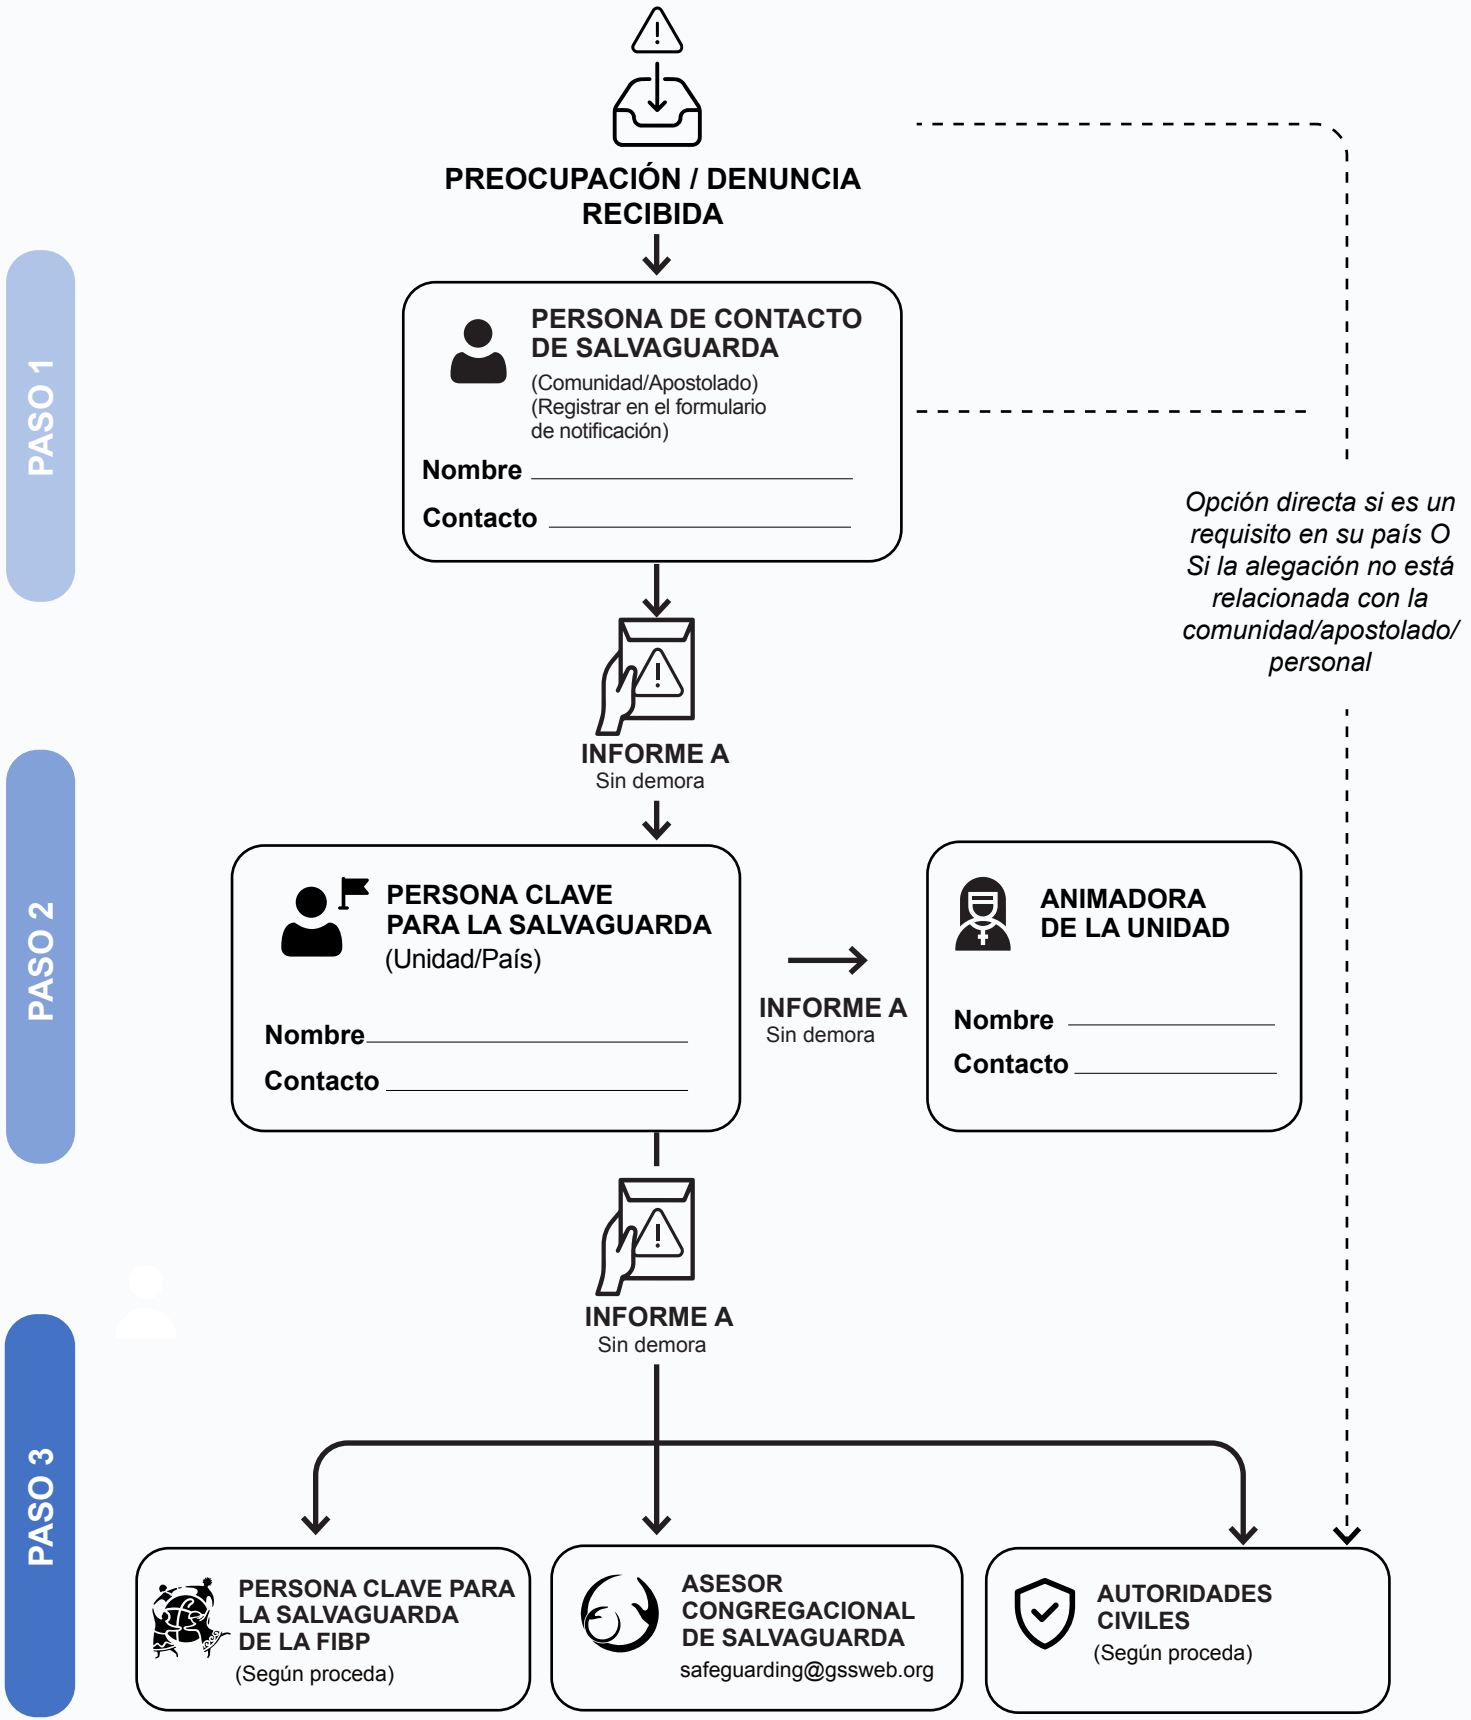 PREOCUPACIÓN / DENUNCIA
RECIBIDA
PASO 1
PERSONA DE CONTACTO
DE SALVAGUARDA
(Comunidad/Apostolado)
(Registrar en el formulario
de notificación)
Nombre
Contacto
Opción directa si es un
requisito en su país O
Si la alegación no está
relacionada con la
comunidad/apostolado/
personal
INFORME A
Sin demora
PASO 2
PERSONA CLAVE
PARA LA SALVAGUARDA
(Unidad/País)
Nombre
Contacto
INFORME A
Sin demora
ANIMADORA
DE LA UNIDAD
Nombre
Contacto
INFORME A
Sin demora
PASO 3
PERSONA CLAVE PARA
LA SALVAGUARDA
DE LA FIBP
(Según proceda)
ASESOR
CONGREGACIONAL
DE SALVAGUARDA
safeguarding@gssweb.org
AUTORIDADES
CIVILES
(Según proceda)